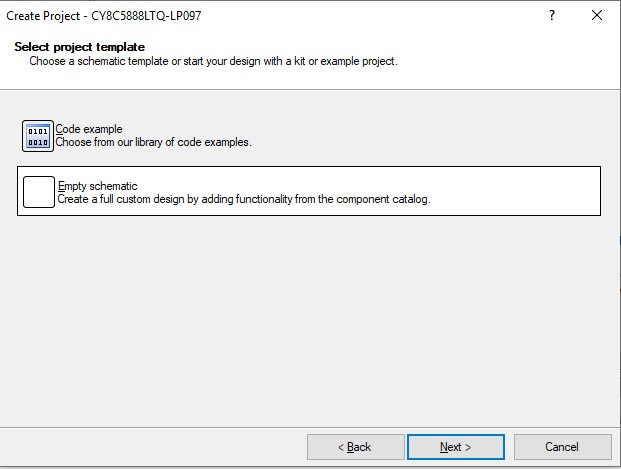 Create Project - CY8C5888LTQ-LP097
?
Select project template
Choose a schematic template or start your design with a kit or example project.
0101
0010
Code example
Choose from our library of code examples.
Empty schematic
Create a full custom design by adding functionality from the component catalog.
< Back
Next >
Cancel